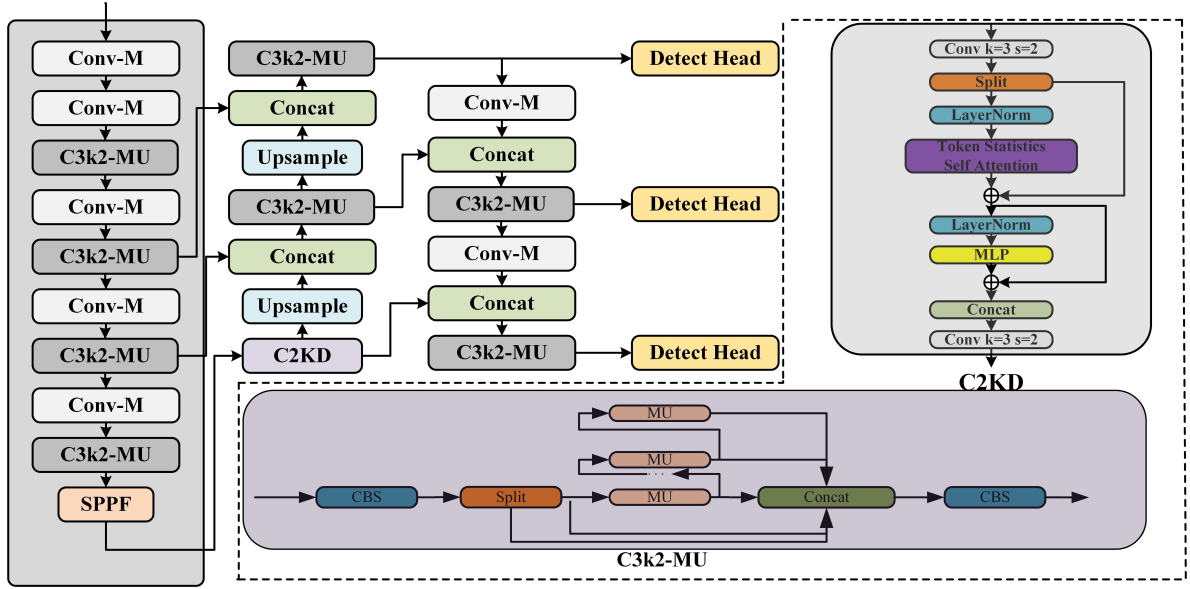 Conv-M
Conv-M
C3k2-MU
Conv-M
C3k2-MU
Conv-M
C3k2-MU
Conv-M
C3k2-MU
SPPF
C3k2-MU
Concat
Upsample
C3k2-MU
Concat
Upsample
C2KD
Conv-M
Concat
C3k2-MU
Conv-M
Concat
C3k2-MU
Detect Head
Detect Head
Detect Head
Conv k=3 s=2
Split
LayerNorm
Token Statistics
Self Attention
LayerNorm
MLP
Concat
Conv k=3 s=2
C2KD
MU
MU
...
CBS
Split
MU
Concat
CBS
C3k2-MU